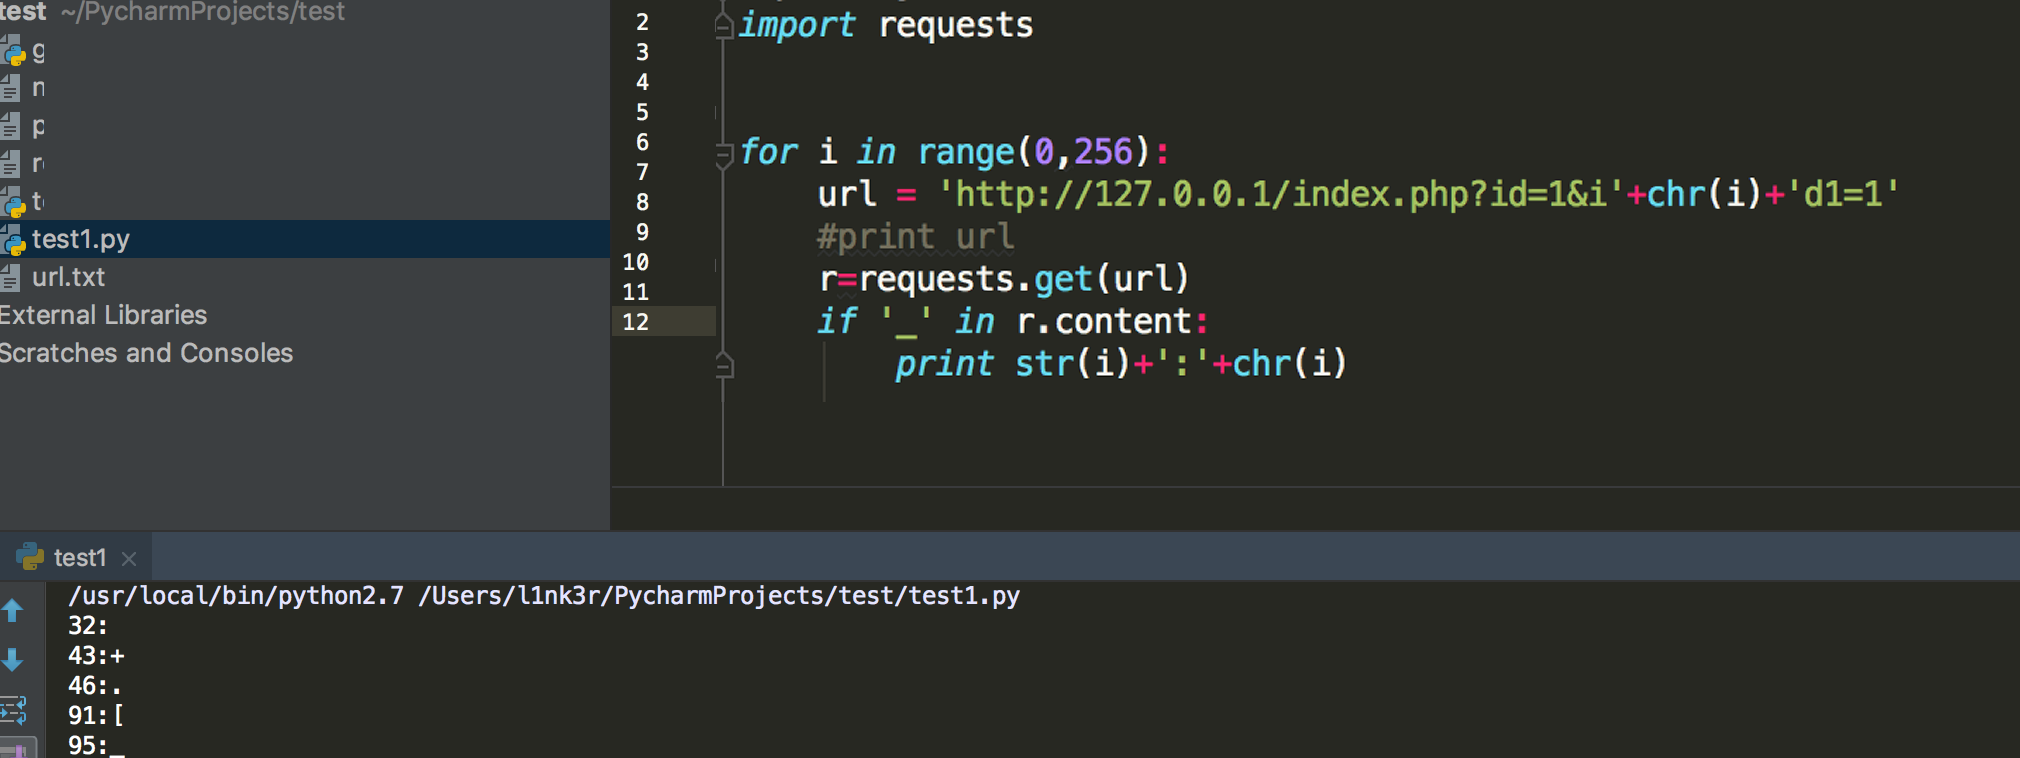 test ~/PycharmProjects/test
g
n
p
r
t
test1.py
url.txt
External Libraries
Scratches and Consoles
2
3
4
5
6
7
8
9
10
11
12
import requests
for i in range(0,256):
url = 'http://127.0.0.1/index.php?id=1&i'+chr(i)+'d1=1'
#print url
r=requests.get(url)
if '_' in r.content:
print str(i)+':'+chr(i)
test1
/usr/local/bin/python2.7 /Users/l1nk3r/PycharmProjects/test/test1.py
32:
43:+
46:.
91:[
95:_